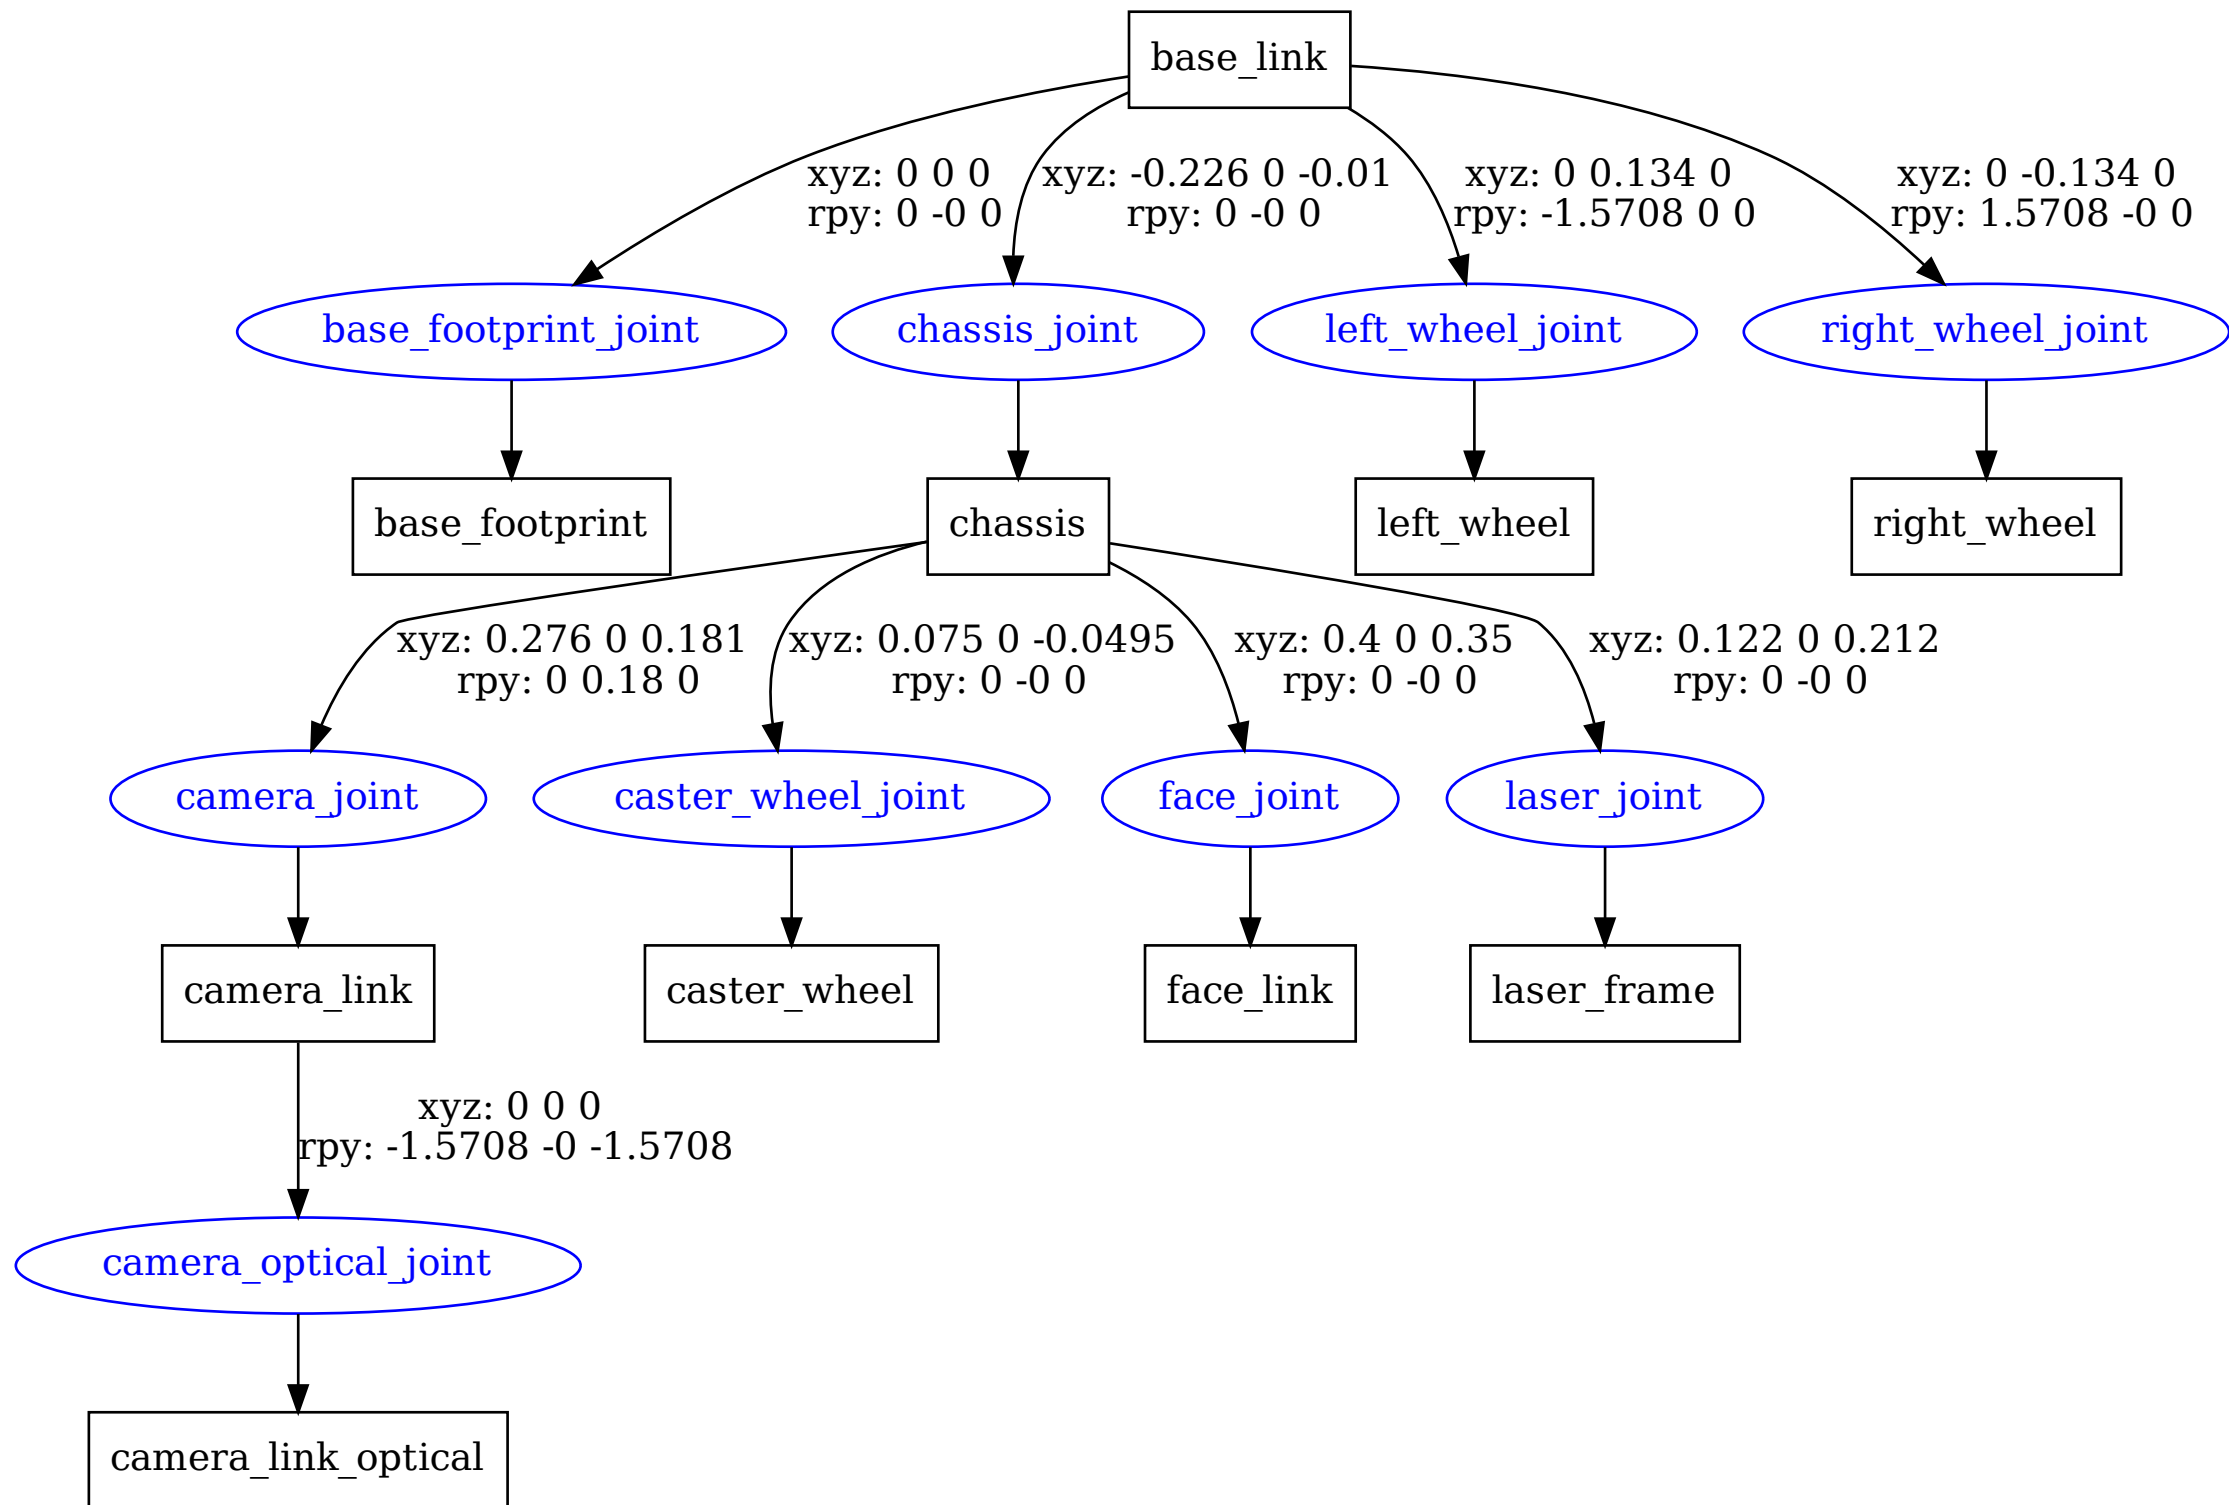 base_link
xyz: 0 0 0
rpy: 0 -0 0
xyz: -0.226 0 -0.01
rpy: 0 -0 0
xyz: 0 0.134 0
rpy: -1.5708 0 0
xyz: 0 -0.134 0
rpy: 1.5708 -0 0
base_footprint_joint
chassis_joint
left_wheel_joint
right_wheel_joint
base_footprint
chassis
left_wheel
right_wheel
xyz: 0.276 0 0.181
rpy: 0 0.18 0
xyz: 0.075 0 -0.0495
rpy: 0 -0 0
xyz: 0.4 0 0.35
rpy: 0 -0 0
xyz: 0.122 0 0.212
rpy: 0 -0 0
camera_joint
caster_wheel_joint
face_joint
laser_joint
camera_link
caster_wheel
face_link
laser_frame
xyz: 0 0 0
rpy: -1.5708 -0 -1.5708
camera_optical_joint
camera_link_optical